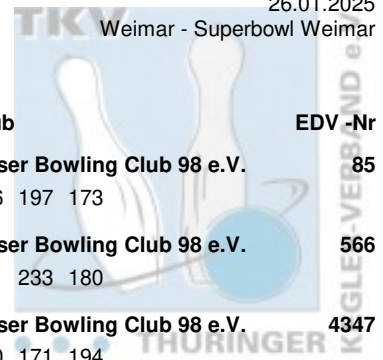 26.01.2025
TKV
Weimar - Superbowl Weimar
EDV -Nr
ser Bowling Club 98 e.V. 85
197 173
ser Bowling Club 98 e.V. 566
233 180
ser Bowling Club 98 e.V. 4347
171 194
THÜRINGER
KEGLER-VERBAND e.V.